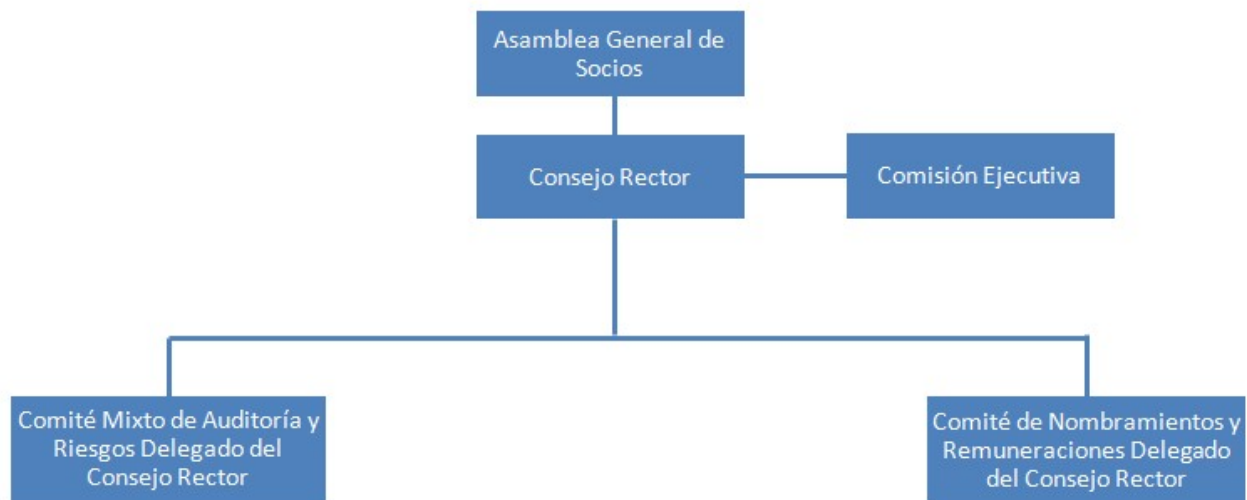 Asamblea General de
Socios
Consejo Rector
Comisión Ejecutiva
Comité Mixto de Auditoría y
Riesgos Delegado del
Consejo Rector
Comité de Nombramientos y
Remuneraciones Delegado
del Consejo Rector